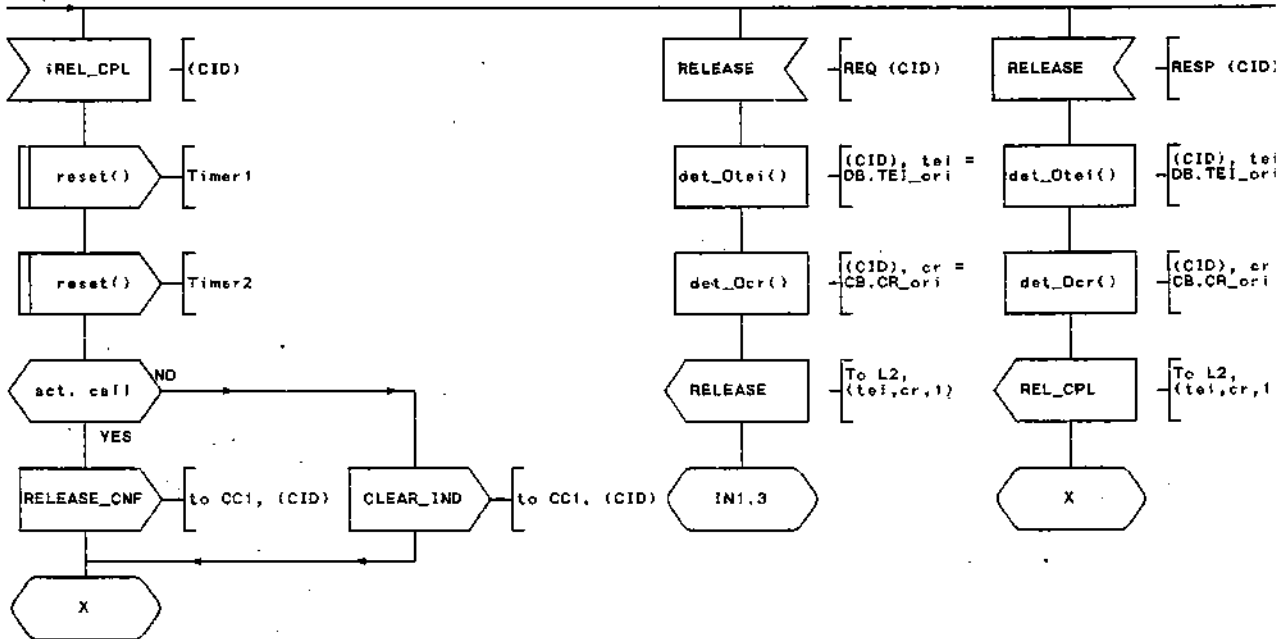 iREL_CPL
(CID)
RELEASE
REQ (CID)
RELEASE
RESP (CID)
reset()
Timer1
det_Otei()
(CID), tei =
DB.TEI_ori
det_Otei()
(CID), tei
DB.TEI_ori
reset()
Timer2
det_Ocr()
(CID), cr =
CB.CR_ori
det_Ocr()
(CID), cr
CB.CR_ori
act. call
NO
YES
RELEASE
To L2,
(tei,cr,1)
REL_CPL
To L2,
(tei,cr,1
RELEASE_CNF
to CC1, (CID)
CLEAR_IND
to CC1, (CID)
IN1,3
X
X